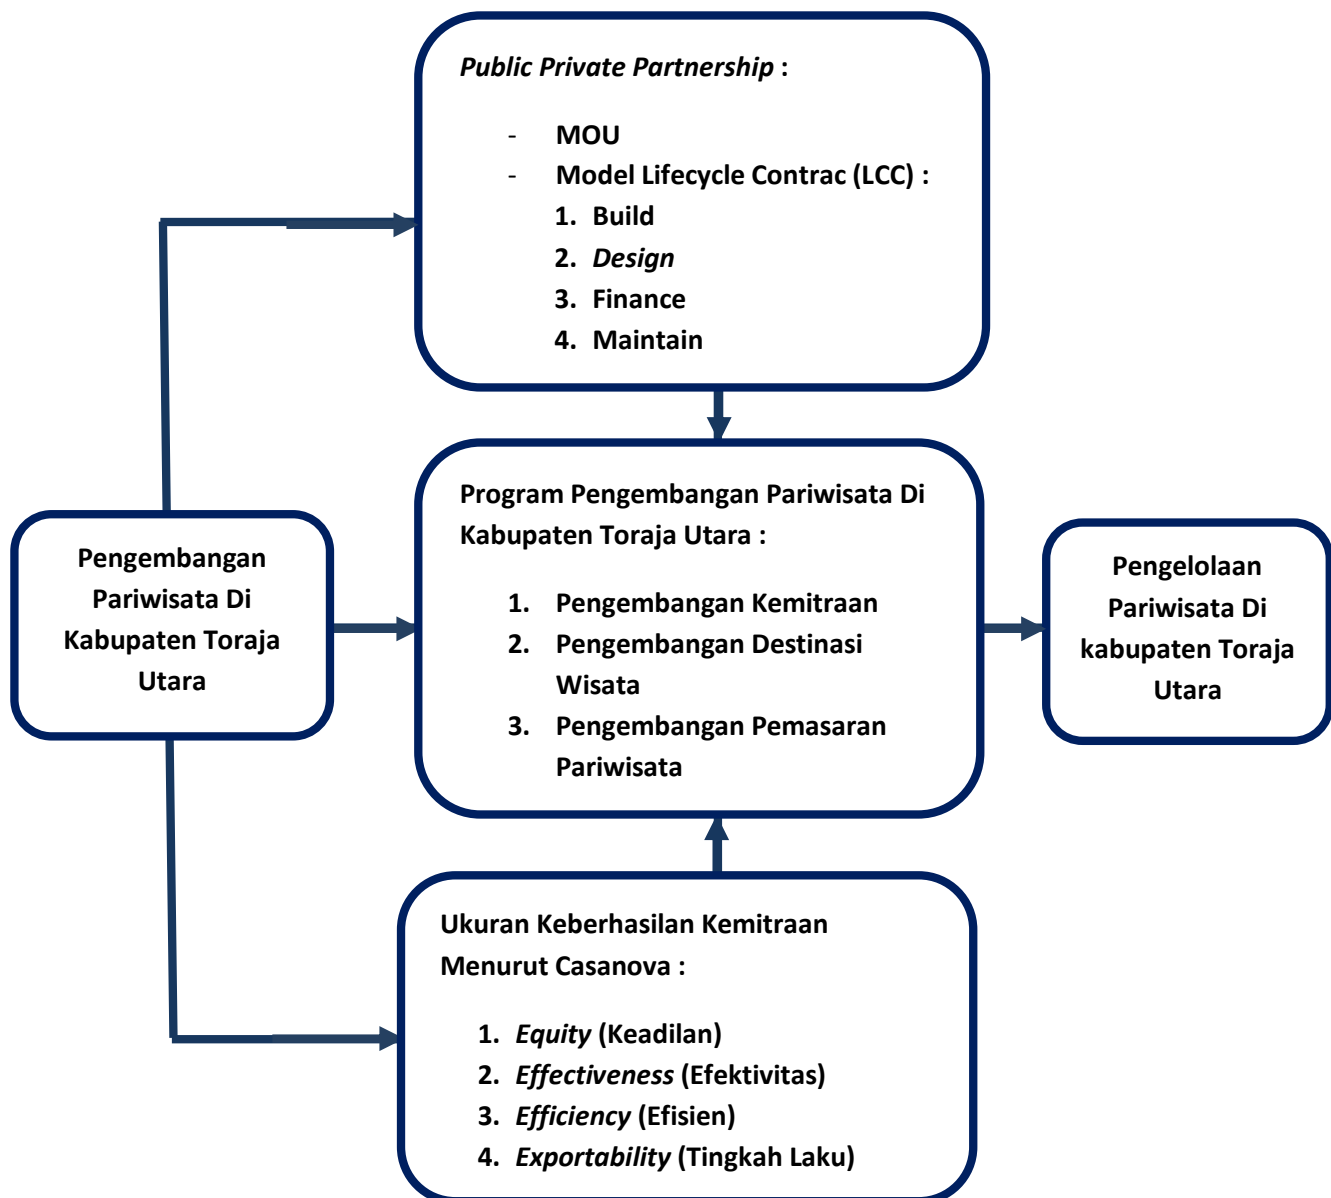 Public Private Partnership :
- MOU
- Model Lifecycle Contrac (LCC) :
1. Build
2. Design
3. Finance
4. Maintain
Pengembangan
Pariwisata Di
Kabupaten Toraja
Utara
Program Pengembangan Pariwisata Di
Kabupaten Toraja Utara :
1. Pengembangan Kemitraan
2. Pengembangan Destinasi
Wisata
3. Pengembangan Pemasaran
Pariwisata
Pengelolaan
Pariwisata Di
kabupaten Toraja
Utara
Ukuran Keberhasilan Kemitraan
Menurut Casanova :
1. Equity (Keadilan)
2. Effectiveness (Efektivitas)
3. Efficiency (Efisien)
4. Exportability (Tingkah Laku)